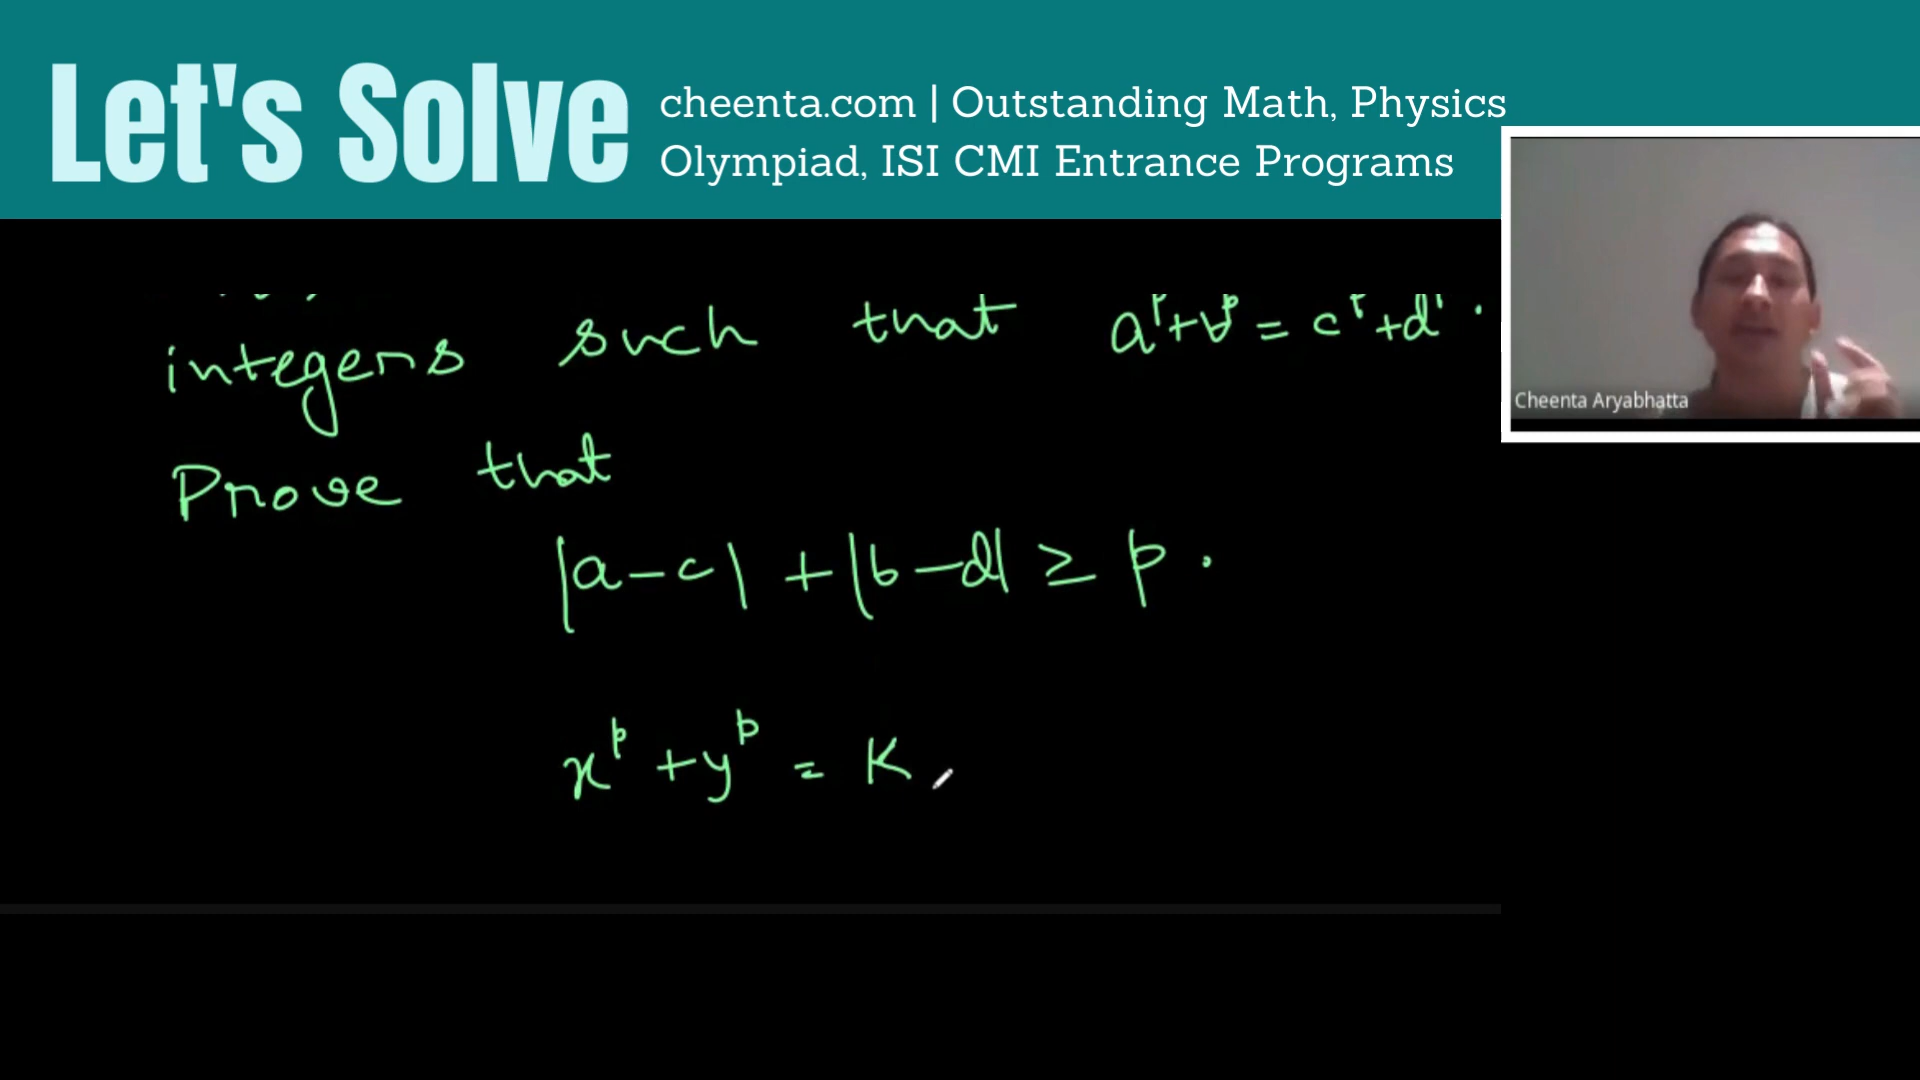 Let's Solve
cheenta.com | Outstanding Math, Physics
Olympiad, ISI CMI Entrance Programs
Cheenta Aryabhatta
integers such that a^p+b^p = c^p+d^p.
Prove that
|a-c| + |b-d| ≥ p.
x^p + y^p = K,